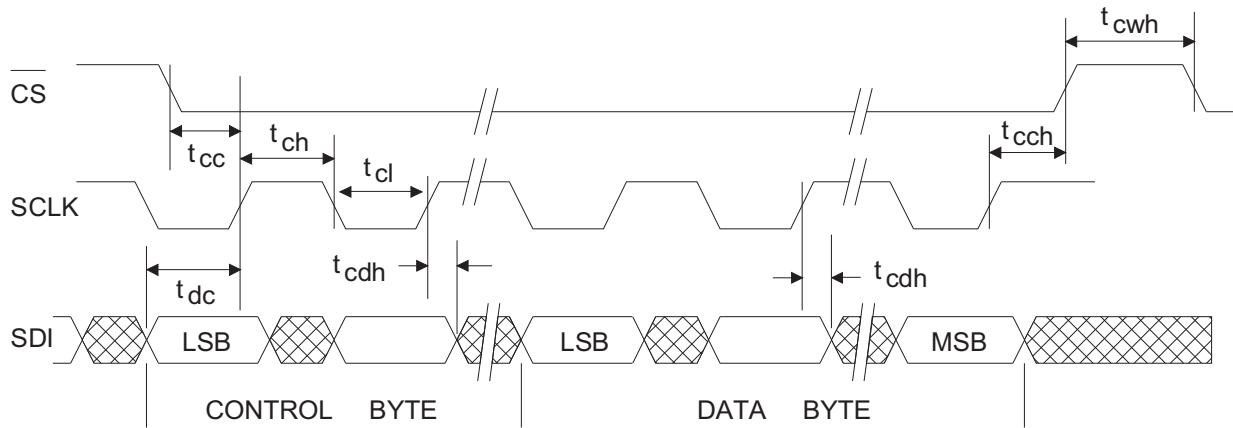 t cwh
CS
t cc
t ch
t cl
t cch
SCLK
t dc
t cdh
t cdh
SDI
LSB
LSB
MSB
CONTROL BYTE
DATA BYTE